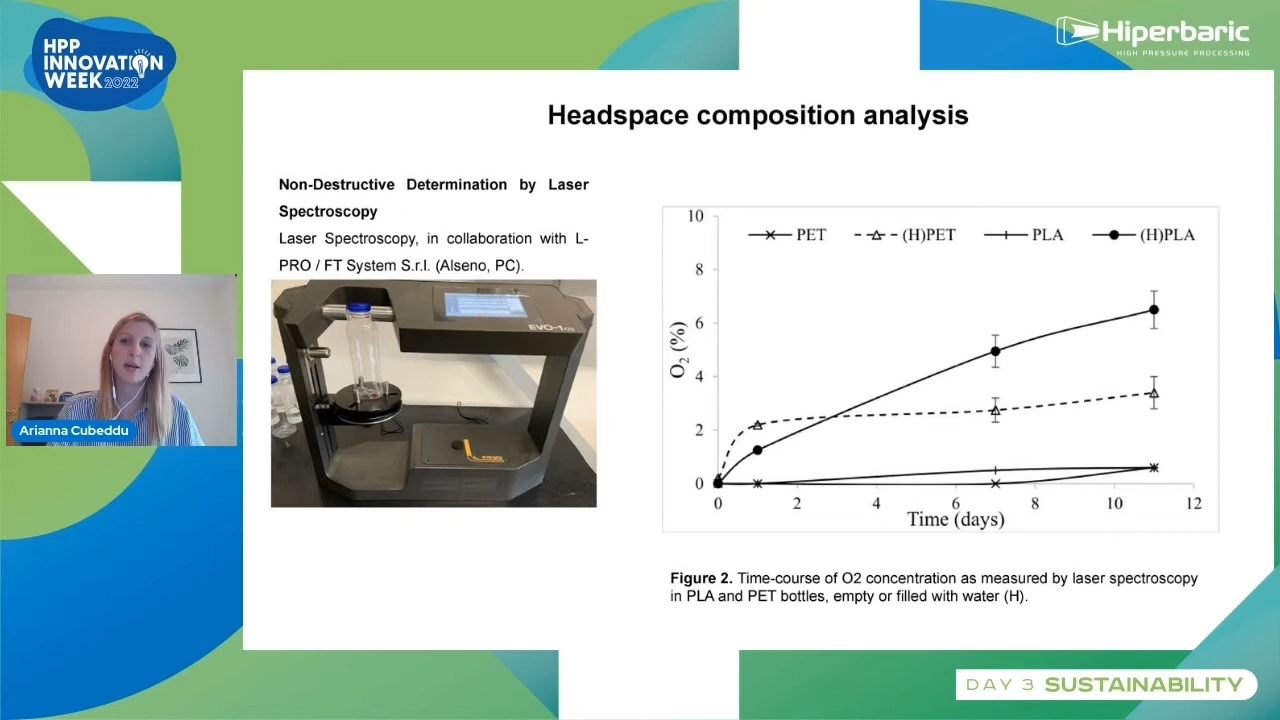 HPP
INNOVATION
WEEK 2022
Hiperbaric
HIGH PRESSURE PROCESSING
Headspace composition analysis
Non-Destructive Determination by Laser
Spectroscopy
Laser Spectroscopy, in collaboration with L-
PRO / FT System S.r.l. (Alseno, PC).
EVO-1
L PRO
Arianna Cubeddu
PET (H)PET PLA (H)PLA
10
8
6
4
2
0
O2 (%)
0 2 4 6 8 10 12
Time (days)
Figure 2. Time-course of O2 concentration as measured by laser spectroscopy
in PLA and PET bottles, empty or filled with water (H).
DAY 3 SUSTAINABILITY